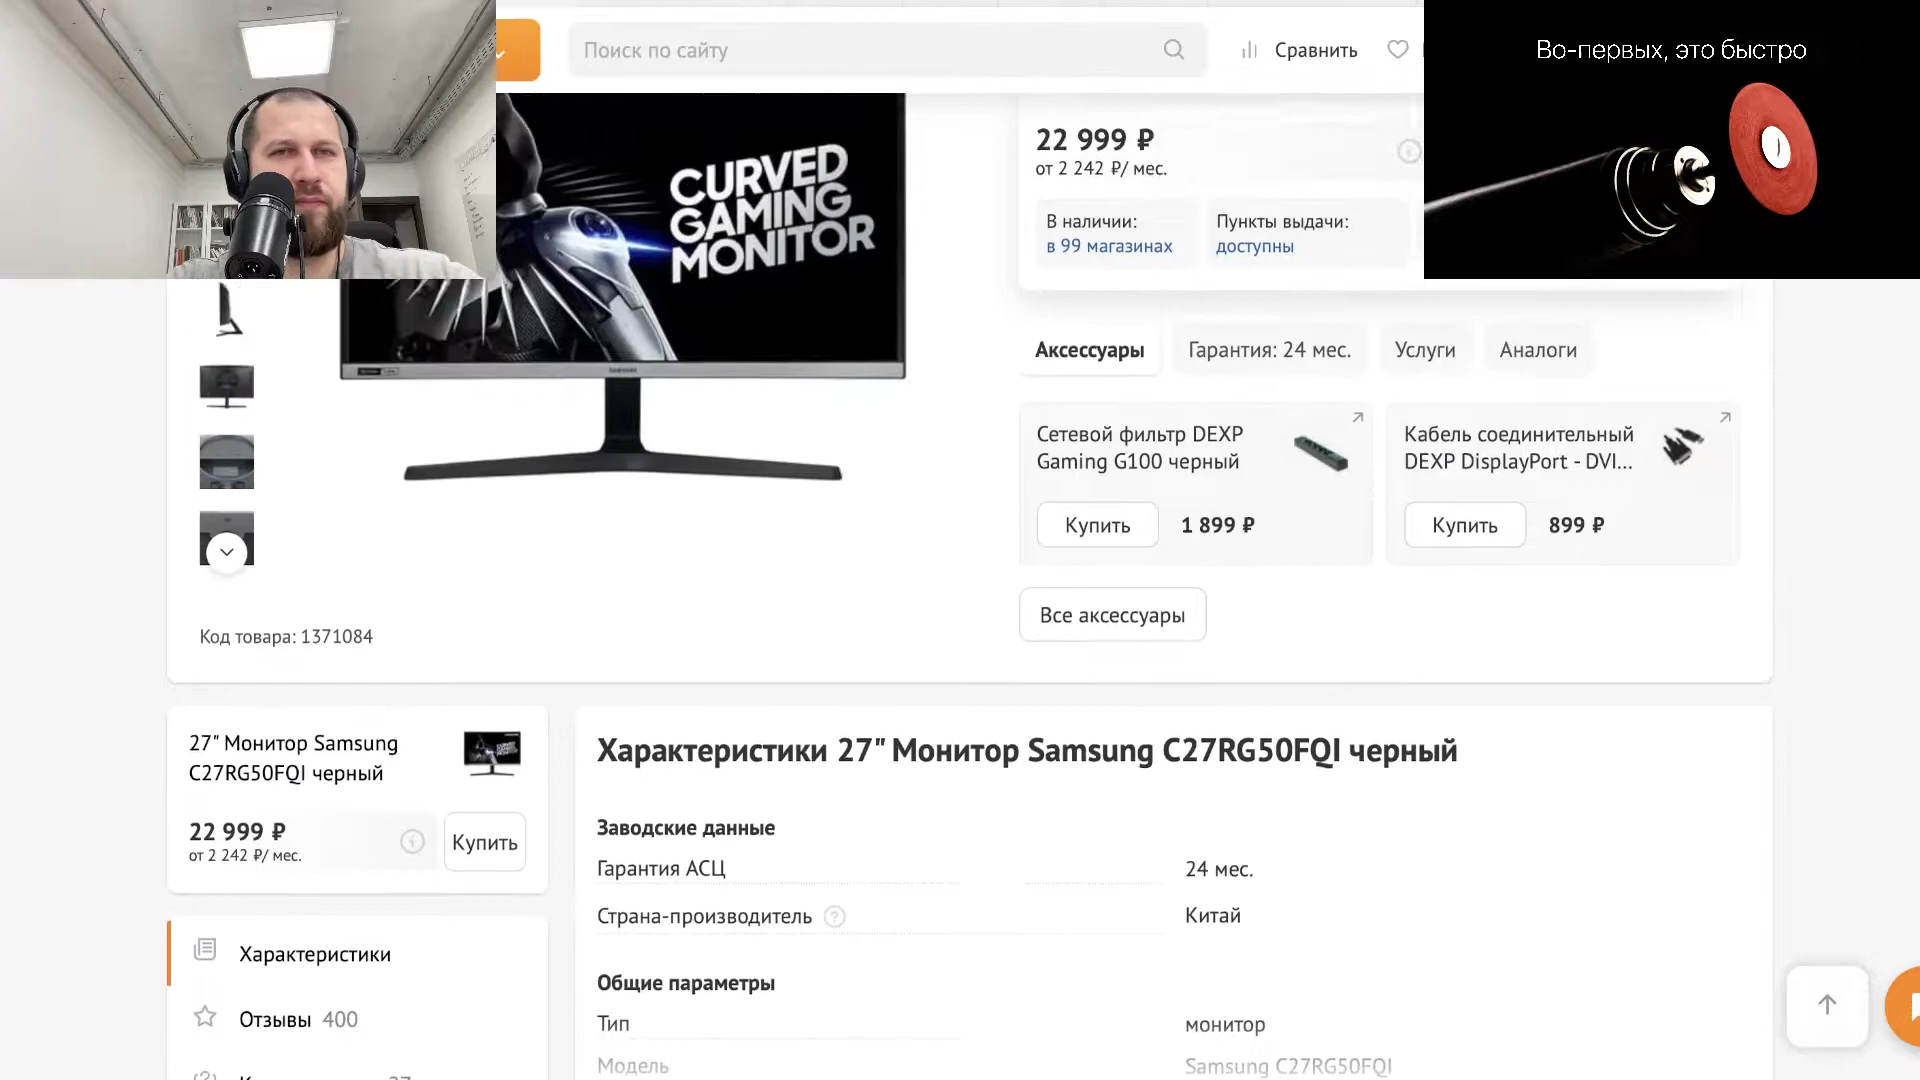 Поиск по сайту
Сравнить
Во-первых, это быстро
CURVED
GAMING
MONITOR
22 999 ₽
от 2 242 ₽/ мес.
В наличии:
в 99 магазинах
Пункты выдачи:
доступны
Аксессуары
Гарантия: 24 мес.
Услуги
Аналоги
Сетевой фильтр DEXP
Gaming G100 черный
Купить
1 899 ₽
Кабель соединительный
DEXP DisplayPort - DVI...
Купить
899 ₽
Все аксессуары
Код товара: 1371084
27" Монитор Samsung
C27RG50FQI черный
22 999 ₽
от 2 242 ₽/ мес.
Купить
Характеристики
Отзывы 400
Характеристики 27" Монитор Samsung C27RG50FQI черный
Заводские данные
Гарантия АСЦ
24 мес.
Страна-производитель
Китай
Общие параметры
Тип
монитор
Модель
Samsung C27RG50FQI